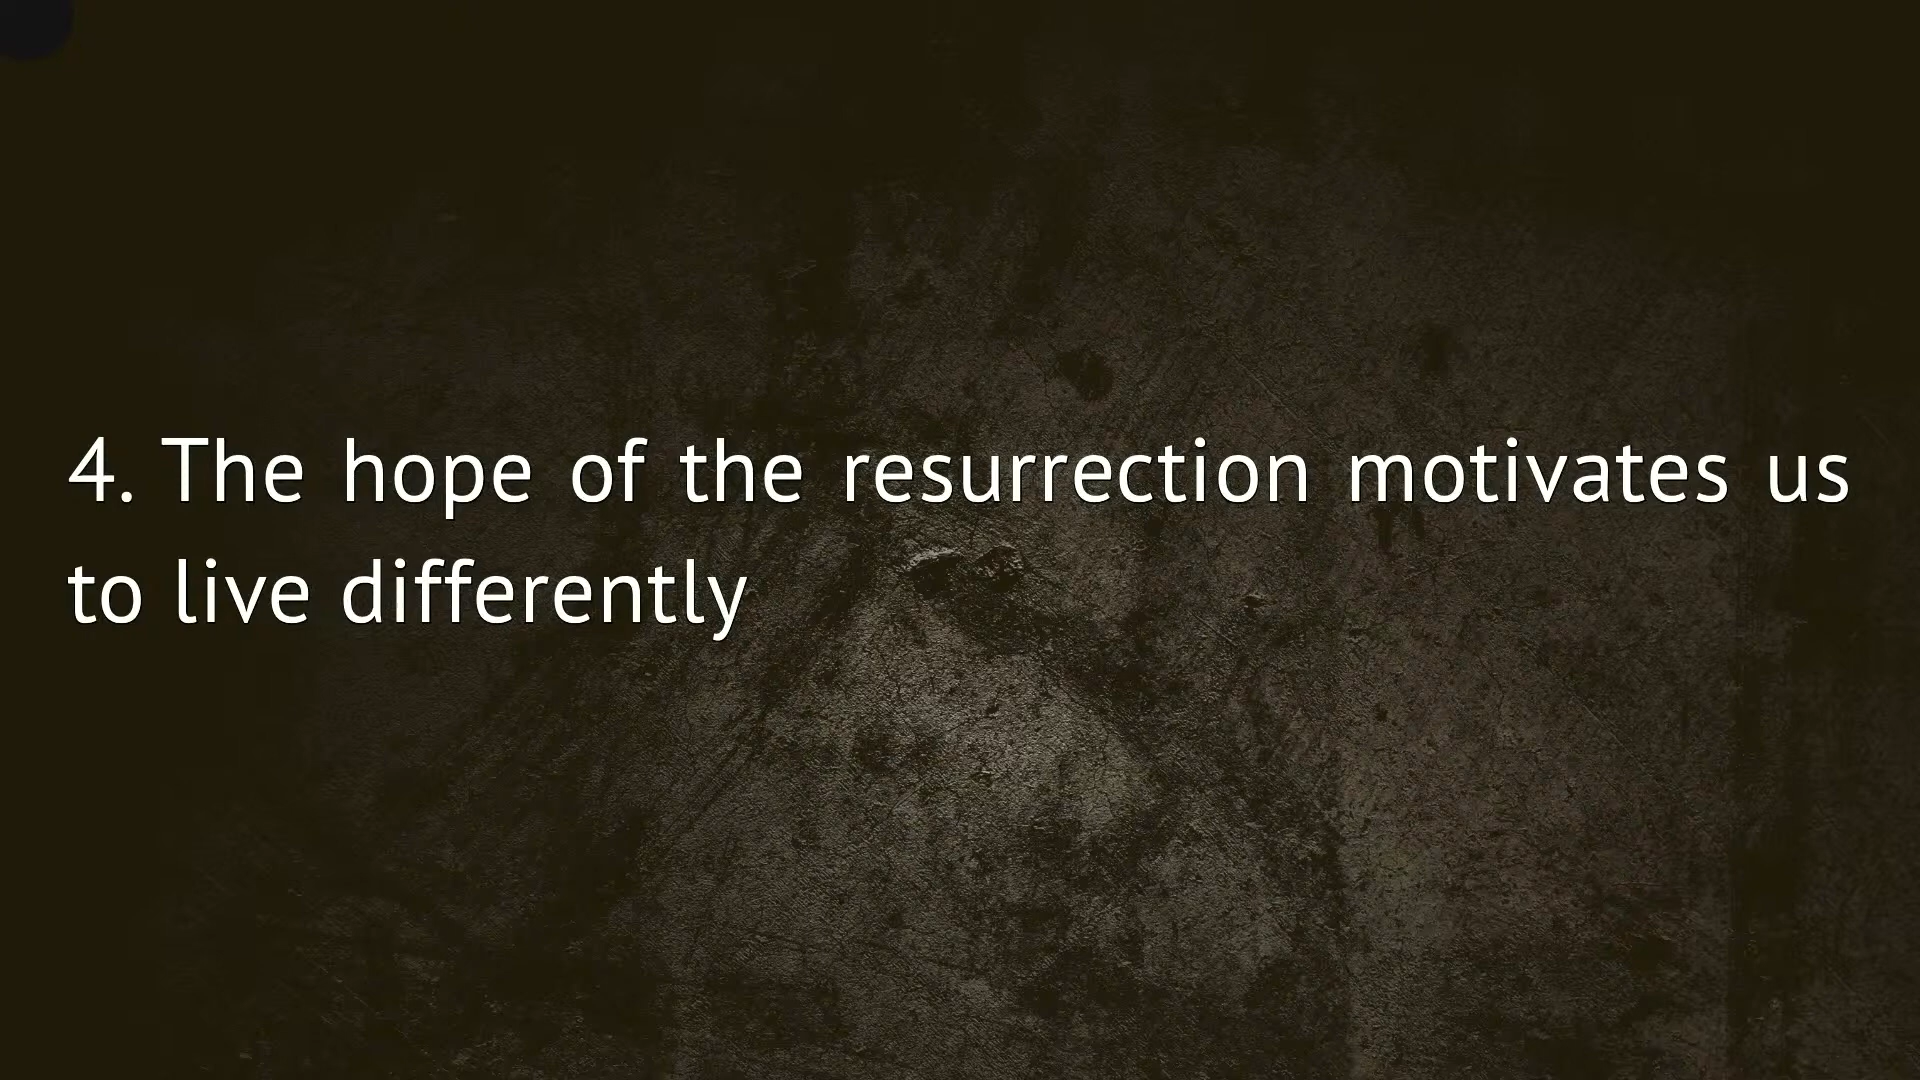 4. The hope of the resurrection motivates us
to live differently